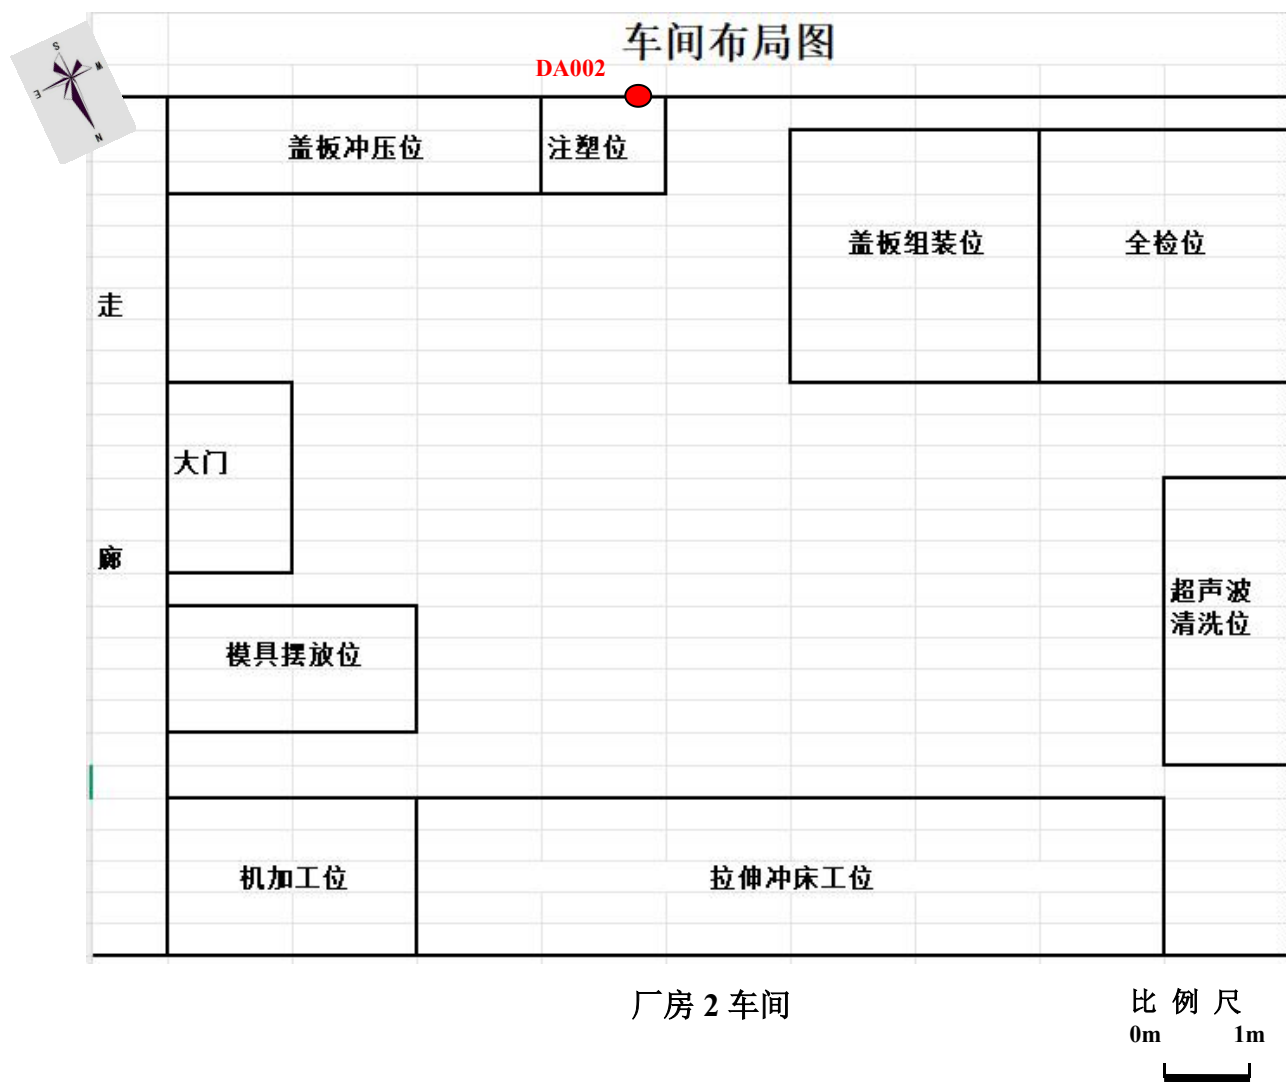 车间布局图
S
W
E
N
DA002
盖板冲压位
注塑位
盖板组装位
全检位
走
廊
大门
超声波
清洗位
模具摆放位
机加工位
拉伸冲床工位
厂房 2 车间
比 例 尺
0m 1m